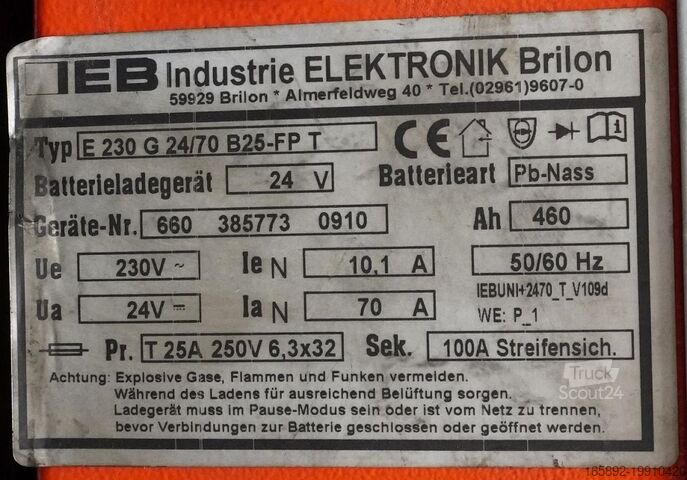 IEB Industrie ELEKTRONIK Brilon
59929 Brilon * Almerfeldweg 40 * Tel.(02961)9607-0
Typ E 230 G 24/70 B25-FP T CE
Batterieladegerät 24 V Batterieart Pb-Nass
Geräte-Nr. 660 385773 0910 Ah 460
Ue 230V ~ Ie N 10,1 A 50/60 Hz
Ua 24V Ia N 70 A IEBUNI+2470_T_V109d
WE: P_1
Pr. T 25A 250V 6,3x32 Sek. 100A Streifensich.
Achtung: Explosive Gase, Flammen und Funken vermeiden.
Während des Ladens für ausreichend Belüftung sorgen.
Ladegerät muss im Pause-Modus sein oder ist vom Netz zu trennen,
bevor Verbindungen zur Batterie geschlossen oder geöffnet werden.
Truck
Scout24
185892-19910420